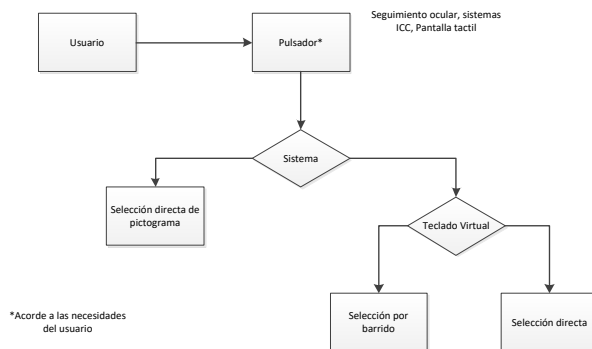 Seguimiento ocular, sistemas
ICC, Pantalla tactil
Usuario
Pulsador*
Sistema
Selección directa de
pictograma
Teclado Virtual
Selección por
barrido
Selección directa
*Acorde a las necesidades
del usuario